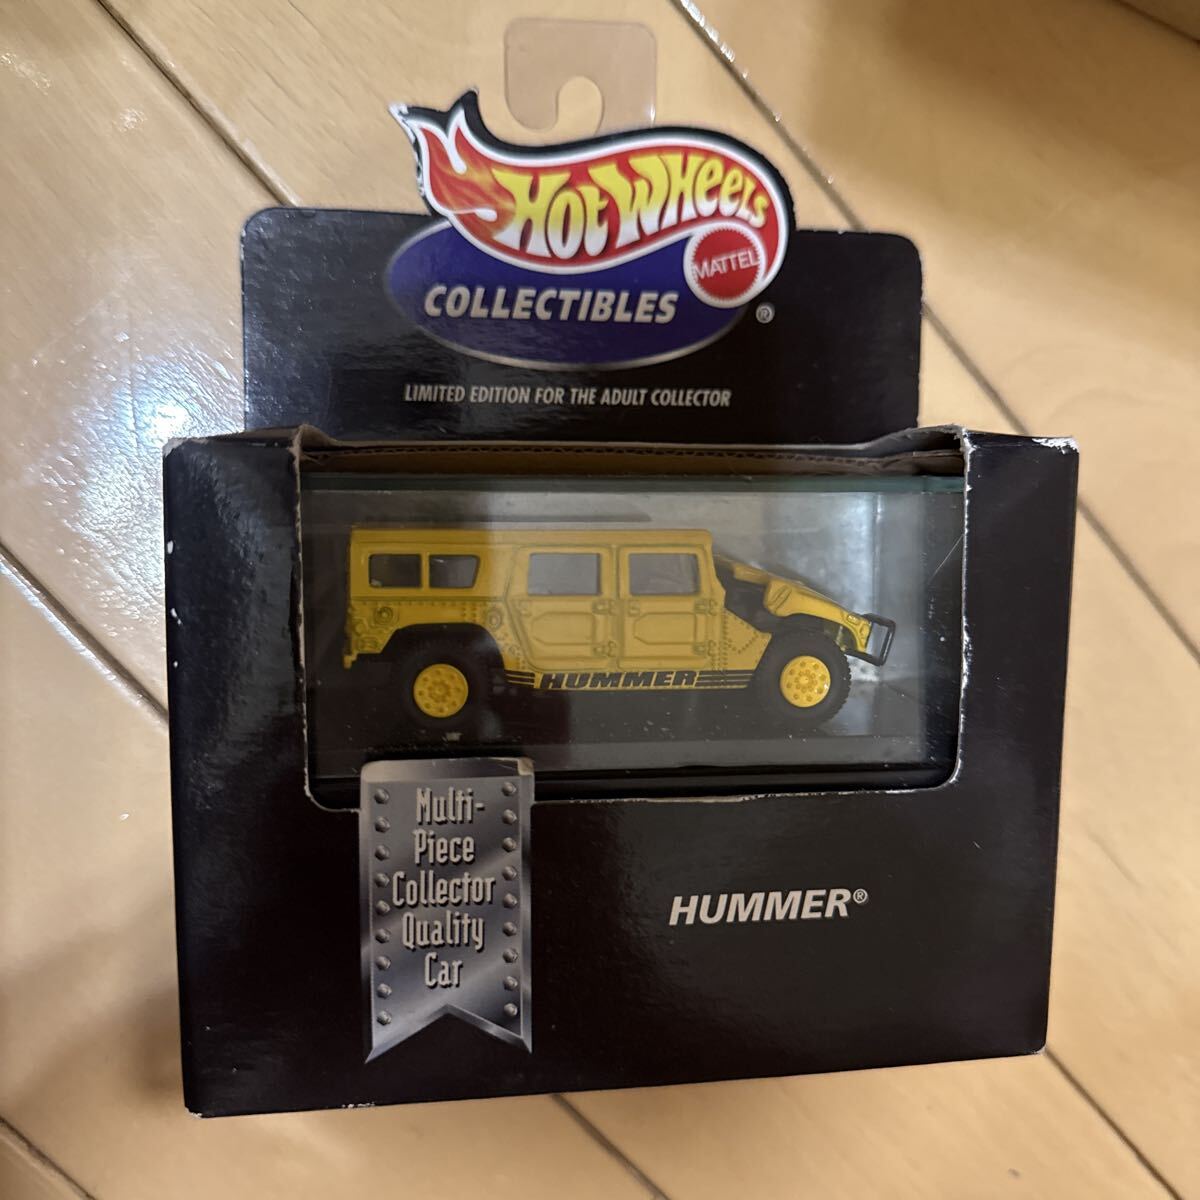 HOT WHEELS
MATTEL
COLLECTIBLES ®
LIMITED EDITION FOR THE ADULT COLLECTOR
HUMMER
Multi-
Piece
Collector
Quality
Car
HUMMER®